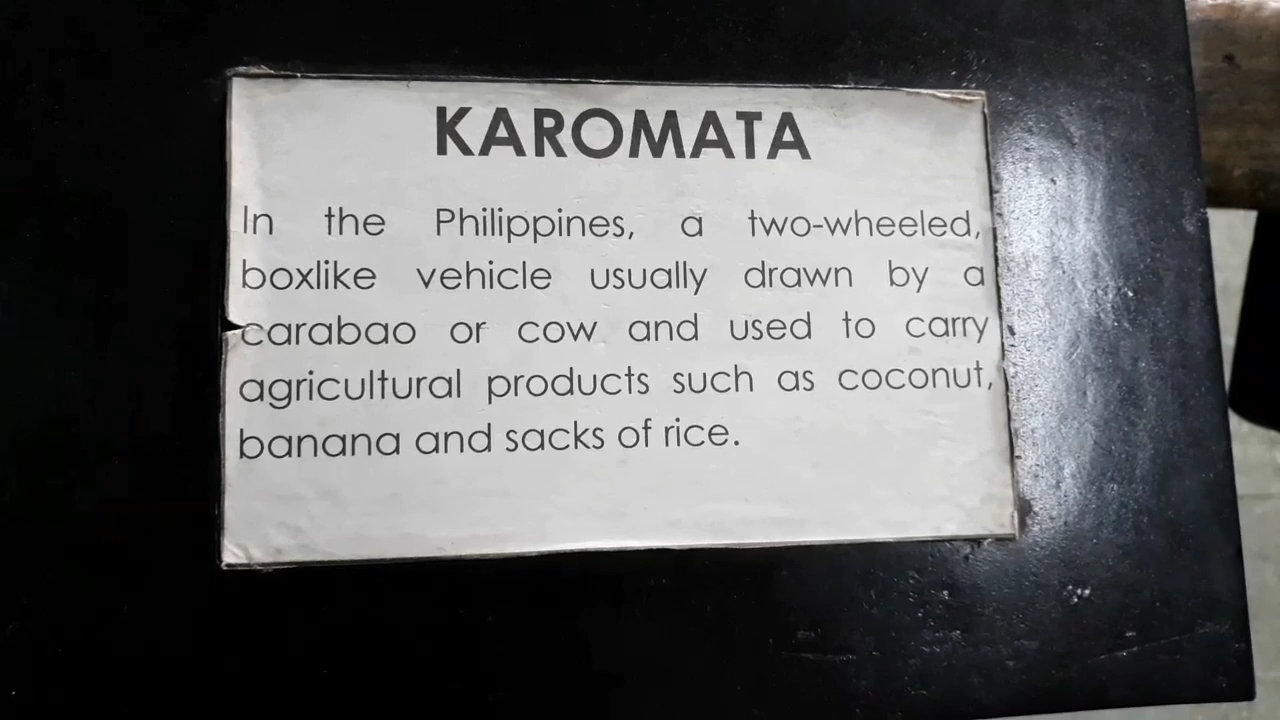 KAROMATA
In the Philippines, a two-wheeled,
boxlike vehicle usually drawn by a
carabao or cow and used to carry
agricultural products such as coconut,
banana and sacks of rice.